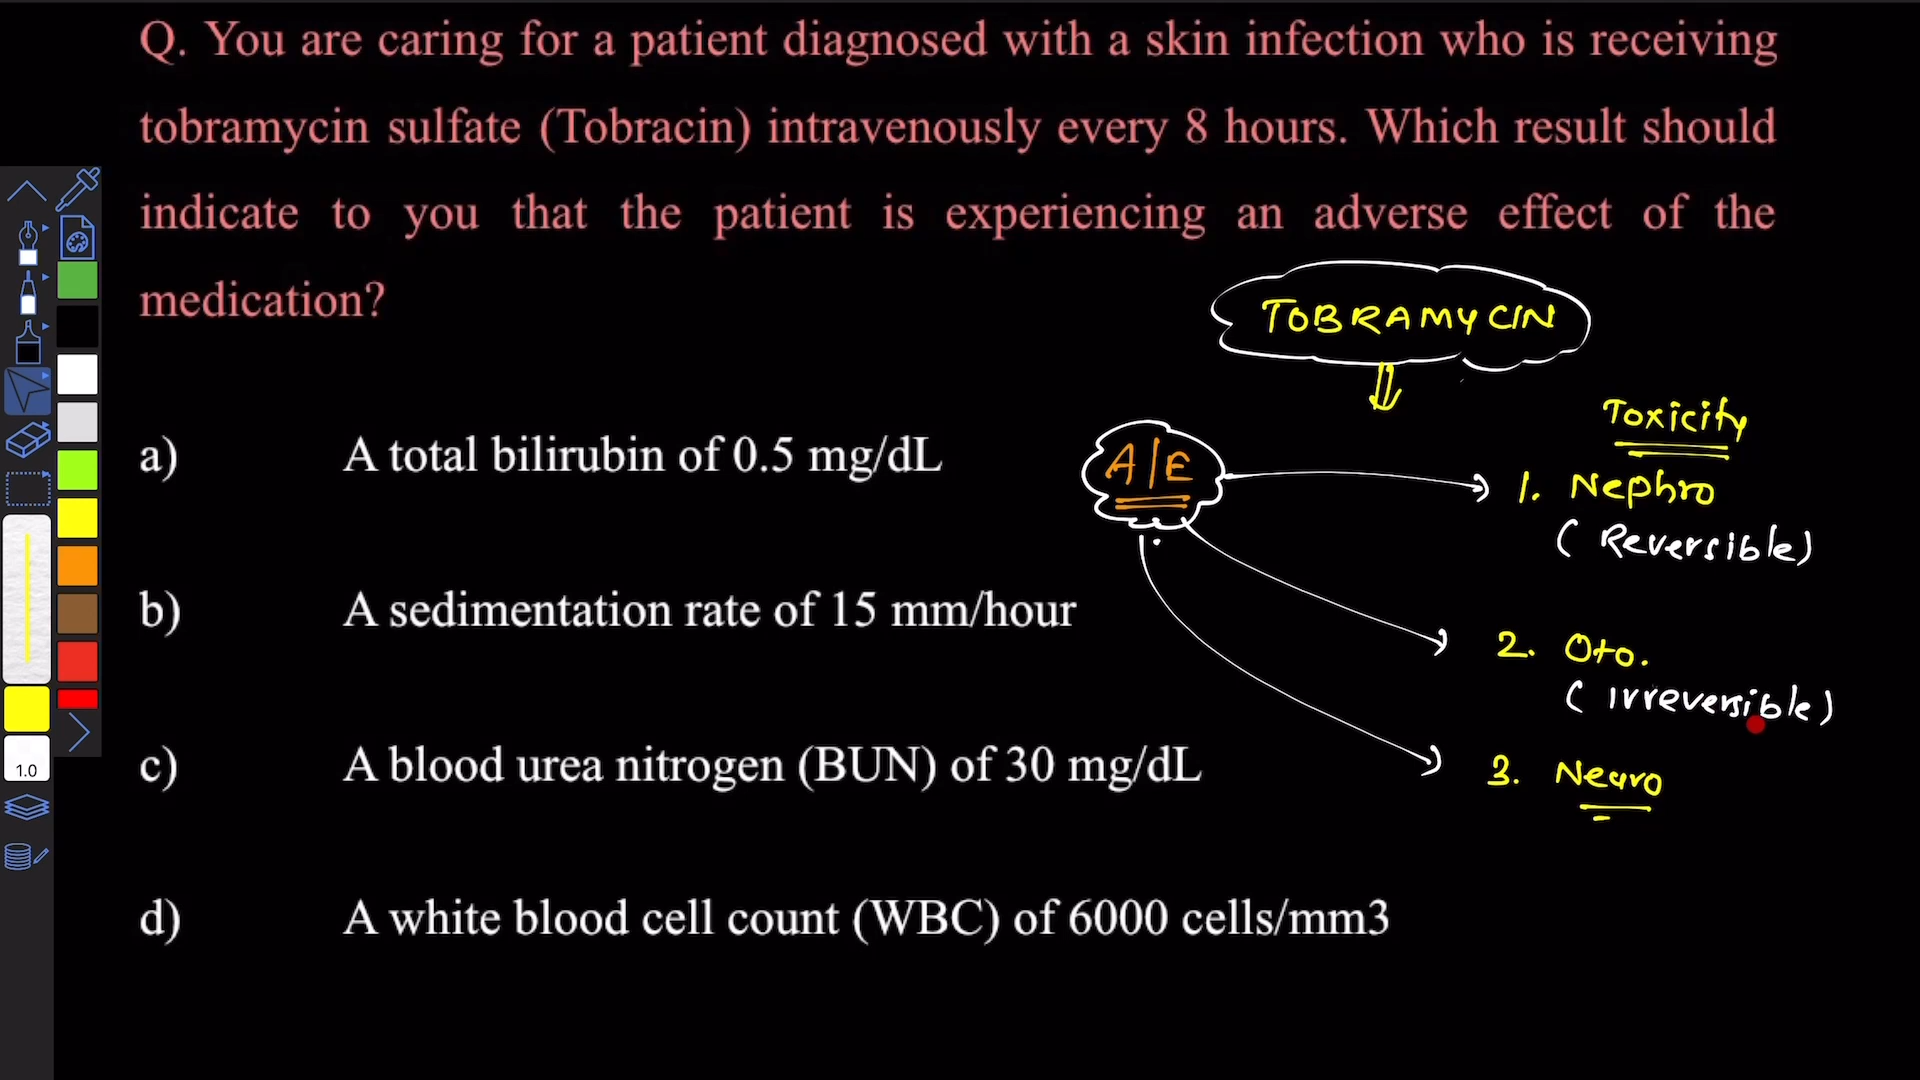 Q. You are caring for a patient diagnosed with a skin infection who is receiving
tobramycin sulfate (Tobracin) intravenously every 8 hours. Which result should
indicate to you that the patient is experiencing an adverse effect of the
medication?
TOBRAMYCIN
Toxicity
a) A total bilirubin of 0.5 mg/dL
A/E
1. Nephro
(Reversible)
b) A sedimentation rate of 15 mm/hour
2. Oto.
(Irreversible)
c) A blood urea nitrogen (BUN) of 30 mg/dL
3. Neuro
d) A white blood cell count (WBC) of 6000 cells/mm3
1.0